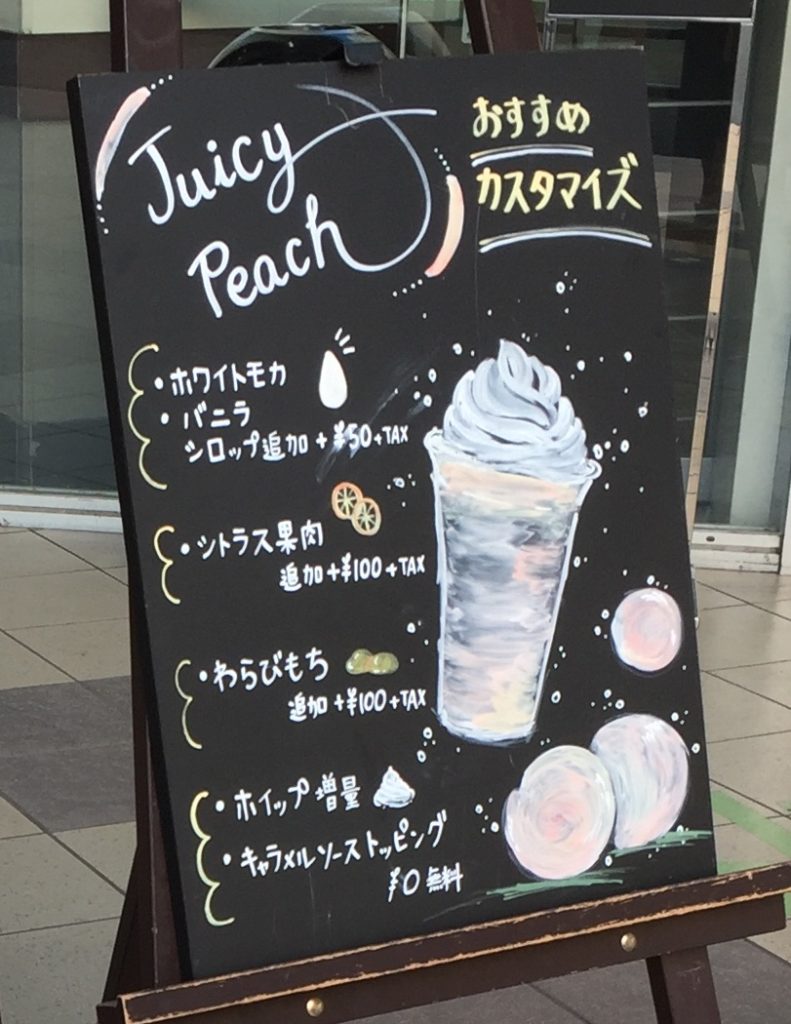 Juicy
Peach
おすすめ
カスタマイズ
・ホワイトモカ
・バニラ
シロップ追加+¥50+TAX
・シトラス果肉
追加+¥100+TAX
・わらびもち
追加+¥100+TAX
・ホイップ増量
・キャラメルソーストッピング
¥0無料